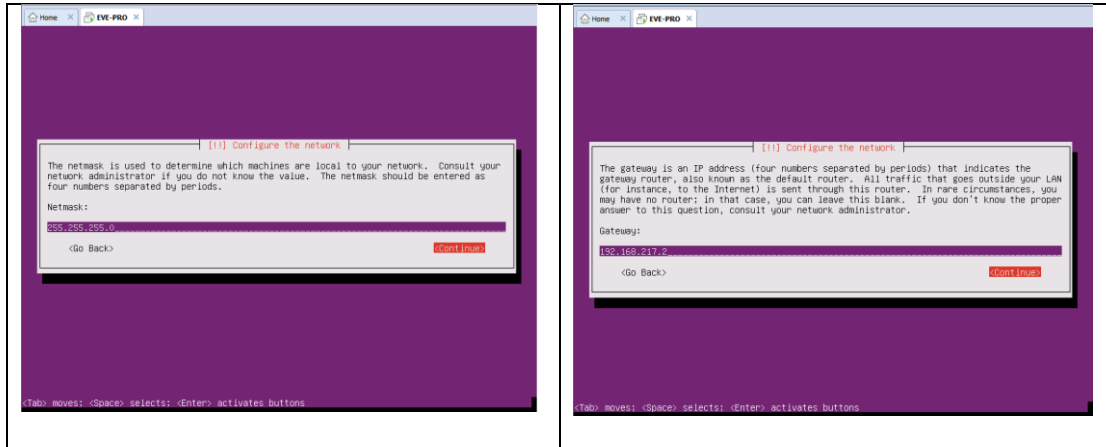 Home × EVE-PRO ×
[!!] Configure the network
The netmask is used to determine which machines are local to your network.  Consult your
network administrator if you do not know the value.  The netmask should be entered as
four numbers separated by periods.
Netmask:
255.255.255.0
<Go Back> <Continue>
<Tab> moves; <Space> selects; <Enter> activates buttons
Home × EVE-PRO ×
[!!] Configure the network
The gateway is an IP address (four numbers separated by periods) that indicates the
gateway router, also known as the default router.  All traffic that goes outside your LAN
(for instance, to the Internet) is sent through this router.  In rare circumstances, you
may have no router; in that case, you can leave this blank.  If you don't know the proper
answer to this question, consult your network administrator.
Gateway:
192.168.217.2
<Go Back> <Continue>
<Tab> moves; <Space> selects; <Enter> activates buttons